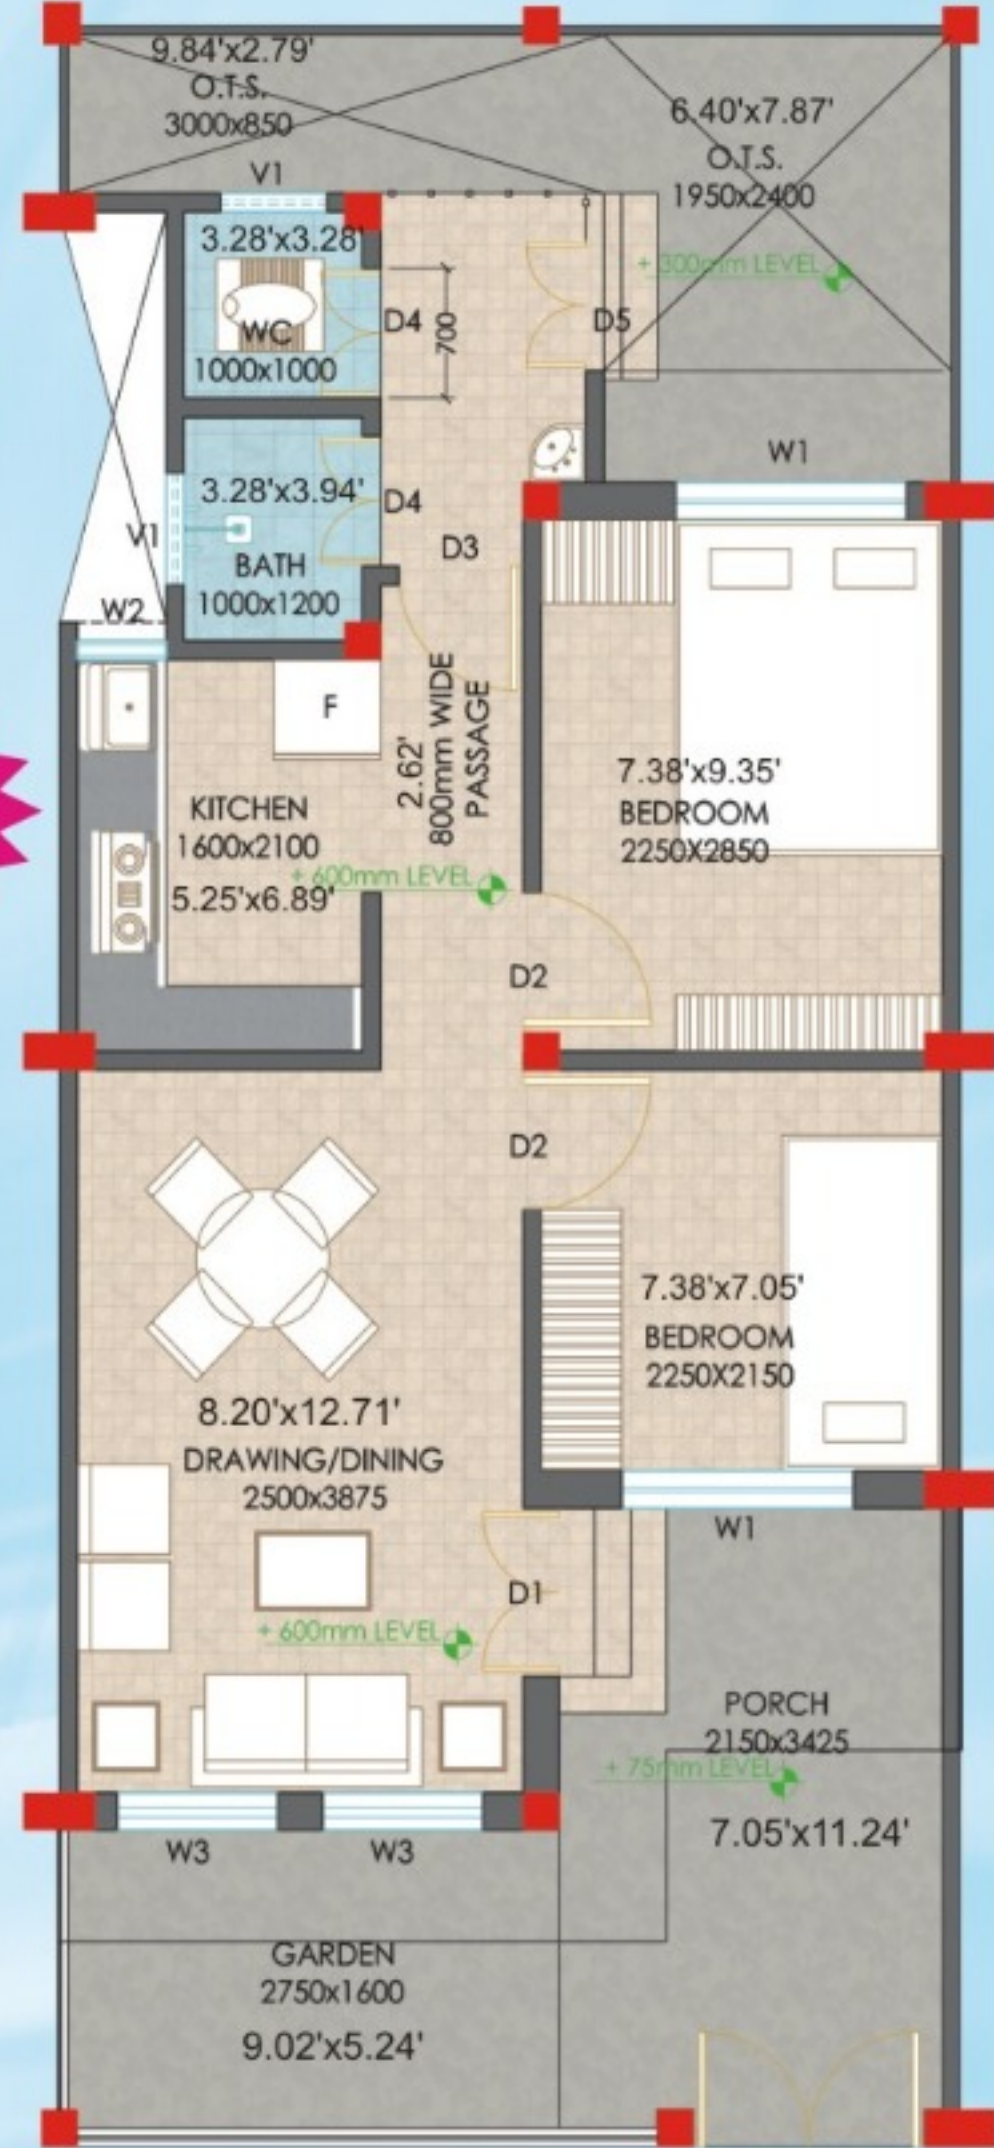 9.84'x2.79'
O.T.S.
3000x850
6.40'x7.87'
O.T.S.
1950x2400
V1
3.28'x3.28'
WC
1000x1000
D4
700
D5
+ 300mm LEVEL
W1
3.28'x3.94'
V1
BATH
1000x1200
D4
D3
W2
F
2.62'
800mm WIDE
PASSAGE
KITCHEN
1600x2100
5.25'x6.89'
+ 600mm LEVEL
7.38'x9.35'
BEDROOM
2250X2850
D2
D2
7.38'x7.05'
BEDROOM
2250X2150
8.20'x12.71'
DRAWING/DINING
2500x3875
W1
D1
+ 600mm LEVEL
PORCH
2150x3425
+ 75mm LEVEL
7.05'x11.24'
W3
W3
GARDEN
2750x1600
9.02'x5.24'